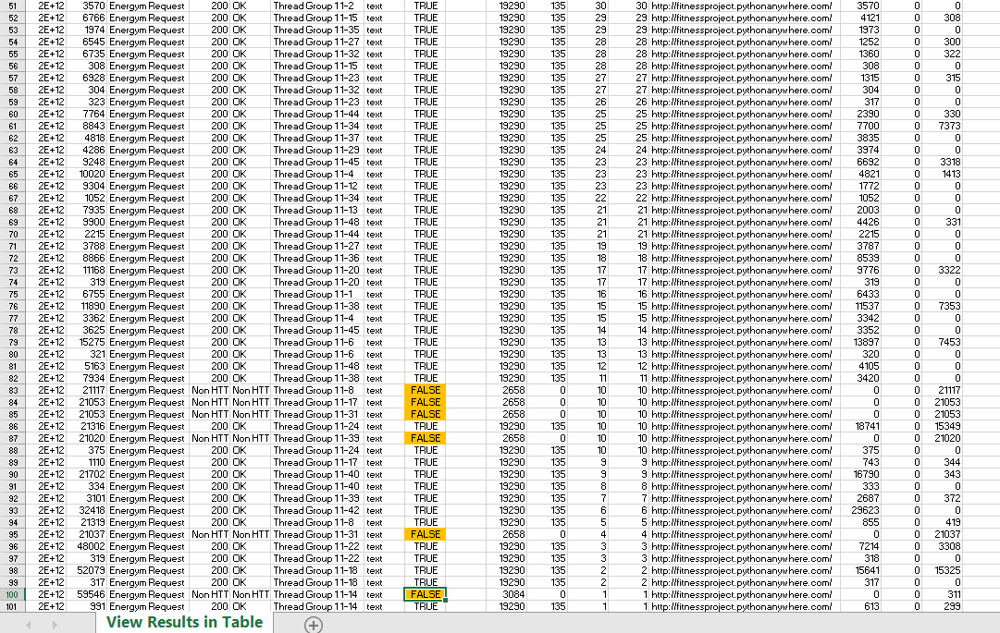 51 2E+12 3570 Energym Request 200 OK Thread Group 11-2 text TRUE 19290 135 30 30 http://fitnessproject.pythonanywhere.com/ 3570 0 0
52 2E+12 6766 Energym Request 200 OK Thread Group 11-15 text TRUE 19290 135 29 29 http://fitnessproject.pythonanywhere.com/ 4121 0 308
53 2E+12 1974 Energym Request 200 OK Thread Group 11-35 text TRUE 19290 135 29 29 http://fitnessproject.pythonanywhere.com/ 1973 0 0
54 2E+12 6545 Energym Request 200 OK Thread Group 11-27 text TRUE 19290 135 28 28 http://fitnessproject.pythonanywhere.com/ 1252 0 300
55 2E+12 6735 Energym Request 200 OK Thread Group 11-32 text TRUE 19290 135 28 28 http://fitnessproject.pythonanywhere.com/ 1360 0 322
56 2E+12 308 Energym Request 200 OK Thread Group 11-15 text TRUE 19290 135 28 28 http://fitnessproject.pythonanywhere.com/ 308 0 0
57 2E+12 6928 Energym Request 200 OK Thread Group 11-23 text TRUE 19290 135 27 27 http://fitnessproject.pythonanywhere.com/ 1315 0 315
58 2E+12 304 Energym Request 200 OK Thread Group 11-32 text TRUE 19290 135 27 27 http://fitnessproject.pythonanywhere.com/ 304 0 0
59 2E+12 323 Energym Request 200 OK Thread Group 11-23 text TRUE 19290 135 26 26 http://fitnessproject.pythonanywhere.com/ 317 0 0
60 2E+12 7764 Energym Request 200 OK Thread Group 11-44 text TRUE 19290 135 25 25 http://fitnessproject.pythonanywhere.com/ 2390 0 330
61 2E+12 8843 Energym Request 200 OK Thread Group 11-34 text TRUE 19290 135 25 25 http://fitnessproject.pythonanywhere.com/ 7700 0 7373
62 2E+12 4818 Energym Request 200 OK Thread Group 11-37 text TRUE 19290 135 25 25 http://fitnessproject.pythonanywhere.com/ 3835 0 0
63 2E+12 4286 Energym Request 200 OK Thread Group 11-29 text TRUE 19290 135 24 24 http://fitnessproject.pythonanywhere.com/ 3974 0 0
64 2E+12 9248 Energym Request 200 OK Thread Group 11-45 text TRUE 19290 135 23 23 http://fitnessproject.pythonanywhere.com/ 6692 0 3318
65 2E+12 10020 Energym Request 200 OK Thread Group 11-4 text TRUE 19290 135 23 23 http://fitnessproject.pythonanywhere.com/ 4821 0 1413
66 2E+12 9304 Energym Request 200 OK Thread Group 11-12 text TRUE 19290 135 23 23 http://fitnessproject.pythonanywhere.com/ 1772 0 0
67 2E+12 1052 Energym Request 200 OK Thread Group 11-34 text TRUE 19290 135 22 22 http://fitnessproject.pythonanywhere.com/ 1052 0 0
68 2E+12 7935 Energym Request 200 OK Thread Group 11-13 text TRUE 19290 135 21 21 http://fitnessproject.pythonanywhere.com/ 2003 0 0
69 2E+12 9900 Energym Request 200 OK Thread Group 11-48 text TRUE 19290 135 21 21 http://fitnessproject.pythonanywhere.com/ 4426 0 331
70 2E+12 2215 Energym Request 200 OK Thread Group 11-44 text TRUE 19290 135 21 21 http://fitnessproject.pythonanywhere.com/ 2215 0 0
71 2E+12 3788 Energym Request 200 OK Thread Group 11-27 text TRUE 19290 135 19 19 http://fitnessproject.pythonanywhere.com/ 3787 0 0
72 2E+12 8866 Energym Request 200 OK Thread Group 11-36 text TRUE 19290 135 18 18 http://fitnessproject.pythonanywhere.com/ 8539 0 0
73 2E+12 11168 Energym Request 200 OK Thread Group 11-20 text TRUE 19290 135 17 17 http://fitnessproject.pythonanywhere.com/ 9776 0 3322
74 2E+12 319 Energym Request 200 OK Thread Group 11-20 text TRUE 19290 135 17 17 http://fitnessproject.pythonanywhere.com/ 319 0 0
75 2E+12 6755 Energym Request 200 OK Thread Group 11-1 text TRUE 19290 135 16 16 http://fitnessproject.pythonanywhere.com/ 6433 0 0
76 2E+12 11890 Energym Request 200 OK Thread Group 11-38 text TRUE 19290 135 15 15 http://fitnessproject.pythonanywhere.com/ 11537 0 7353
77 2E+12 3362 Energym Request 200 OK Thread Group 11-4 text TRUE 19290 135 15 15 http://fitnessproject.pythonanywhere.com/ 3342 0 0
78 2E+12 3625 Energym Request 200 OK Thread Group 11-45 text TRUE 19290 135 14 14 http://fitnessproject.pythonanywhere.com/ 3352 0 0
79 2E+12 15275 Energym Request 200 OK Thread Group 11-6 text TRUE 19290 135 13 13 http://fitnessproject.pythonanywhere.com/ 13897 0 7453
80 2E+12 321 Energym Request 200 OK Thread Group 11-6 text TRUE 19290 135 13 13 http://fitnessproject.pythonanywhere.com/ 320 0 0
81 2E+12 5163 Energym Request 200 OK Thread Group 11-48 text TRUE 19290 135 12 12 http://fitnessproject.pythonanywhere.com/ 4105 0 0
82 2E+12 7934 Energym Request 200 OK Thread Group 11-38 text TRUE 19290 135 11 11 http://fitnessproject.pythonanywhere.com/ 3420 0 0
83 2E+12 21117 Energym Request Non HTT Non HTT Thread Group 11-8 text FALSE 2658 0 10 10 http://fitnessproject.pythonanywhere.com/ 0 0 21117
84 2E+12 21053 Energym Request Non HTT Non HTT Thread Group 11-17 text FALSE 2658 0 10 10 http://fitnessproject.pythonanywhere.com/ 0 0 21053
85 2E+12 21053 Energym Request Non HTT Non HTT Thread Group 11-31 text FALSE 2658 0 10 10 http://fitnessproject.pythonanywhere.com/ 0 0 21053
86 2E+12 21316 Energym Request 200 OK Thread Group 11-24 text TRUE 19290 135 10 10 http://fitnessproject.pythonanywhere.com/ 18741 0 15349
87 2E+12 21020 Energym Request Non HTT Non HTT Thread Group 11-39 text FALSE 2658 0 10 10 http://fitnessproject.pythonanywhere.com/ 0 0 21020
88 2E+12 375 Energym Request 200 OK Thread Group 11-24 text TRUE 19290 135 10 10 http://fitnessproject.pythonanywhere.com/ 375 0 0
89 2E+12 1110 Energym Request 200 OK Thread Group 11-17 text TRUE 19290 135 9 9 http://fitnessproject.pythonanywhere.com/ 743 0 344
90 2E+12 21702 Energym Request 200 OK Thread Group 11-40 text TRUE 19290 135 9 9 http://fitnessproject.pythonanywhere.com/ 16790 0 343
91 2E+12 334 Energym Request 200 OK Thread Group 11-40 text TRUE 19290 135 8 8 http://fitnessproject.pythonanywhere.com/ 333 0 0
92 2E+12 3101 Energym Request 200 OK Thread Group 11-39 text TRUE 19290 135 7 7 http://fitnessproject.pythonanywhere.com/ 2687 0 372
93 2E+12 32418 Energym Request 200 OK Thread Group 11-42 text TRUE 19290 135 6 6 http://fitnessproject.pythonanywhere.com/ 29623 0 0
94 2E+12 21319 Energym Request 200 OK Thread Group 11-8 text TRUE 19290 135 5 5 http://fitnessproject.pythonanywhere.com/ 855 0 419
95 2E+12 21037 Energym Request Non HTT Non HTT Thread Group 11-31 text FALSE 2658 0 4 4 http://fitnessproject.pythonanywhere.com/ 0 0 21037
96 2E+12 48002 Energym Request 200 OK Thread Group 11-22 text TRUE 19290 135 3 3 http://fitnessproject.pythonanywhere.com/ 7214 0 3308
97 2E+12 319 Energym Request 200 OK Thread Group 11-22 text TRUE 19290 135 3 3 http://fitnessproject.pythonanywhere.com/ 318 0 0
98 2E+12 52079 Energym Request 200 OK Thread Group 11-18 text TRUE 19290 135 2 2 http://fitnessproject.pythonanywhere.com/ 15641 0 15325
99 2E+12 317 Energym Request 200 OK Thread Group 11-18 text TRUE 19290 135 2 2 http://fitnessproject.pythonanywhere.com/ 317 0 0
100 2E+12 59546 Energym Request Non HTT Non HTT Thread Group 11-14 text FALSE 3084 0 1 1 http://fitnessproject.pythonanywhere.com/ 0 0 311
101 2E+12 991 Energym Request 200 OK Thread Group 11-14 text TRUE 19290 135 1 1 http://fitnessproject.pythonanywhere.com/ 613 0 299
View Results in Table